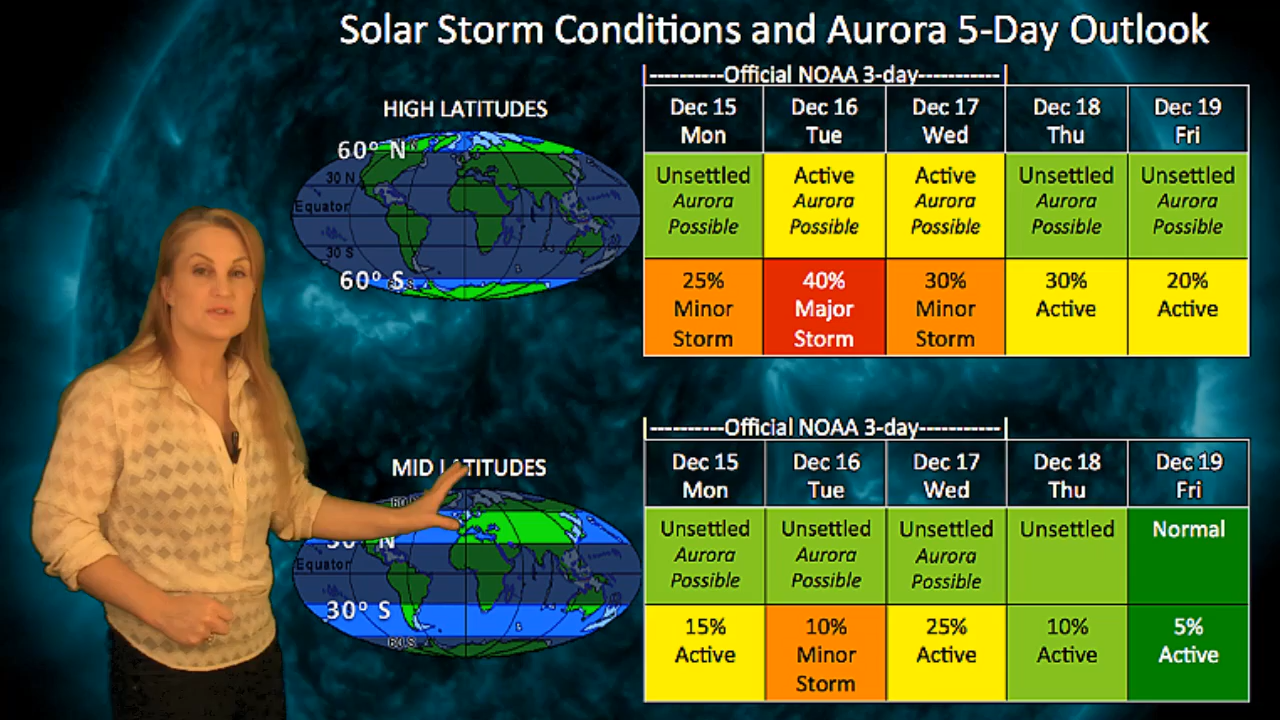 Solar Storm Conditions and Aurora 5-Day Outlook
|----------Official NOAA 3-day-----------|
HIGH LATITUDES
60º N
30 N
Equator
30 S
60º S
Dec 15 Dec 16 Dec 17 Dec 18 Dec 19
Mon Tue Wed Thu Fri
Unsettled Active Active Unsettled Unsettled
Aurora Aurora Aurora Aurora Aurora
Possible Possible Possible Possible Possible
25% 40% 30% 30% 20%
Minor Major Minor Active Active
Storm Storm Storm
|----------Official NOAA 3-day-----------|
MID LATITUDES
60
30º N
Equator
30º S
60 S
Dec 15 Dec 16 Dec 17 Dec 18 Dec 19
Mon Tue Wed Thu Fri
Unsettled Unsettled Unsettled Unsettled Normal
Aurora Aurora Aurora
Possible Possible Possible
15% 10% 25% 10% 5%
Active Minor Active Active Active
Storm